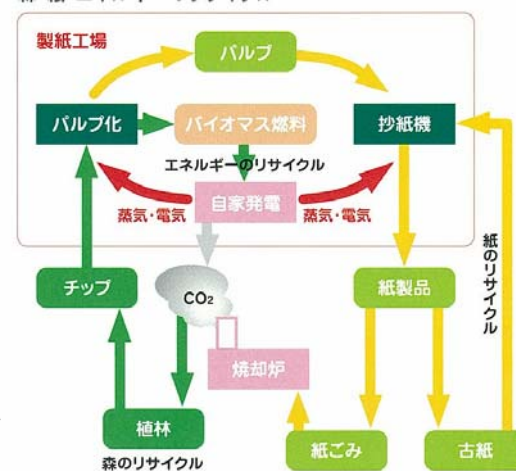 製紙工場
パルプ
パルプ化
バイオマス燃料
抄紙機
エネルギーのリサイクル
自家発電
蒸気・電気
蒸気・電気
紙のリサイクル
チップ
CO₂
紙製品
焼却炉
植林
紙ごみ
古紙
森のリサイクル